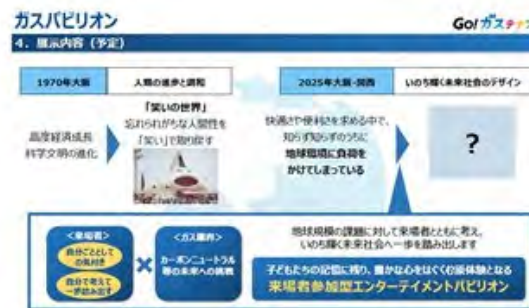 ガスパビリオン
Go!ガステナブル
4. 展示内容（予定）
1970年大阪
人類の進歩と調和
2025年大阪・関西
いのち輝く未来社会のデザイン
高度経済成長
科学文明の進化
「笑いの世界」
忘れられがちな人間性を
「笑い」で取り戻す
快適さや便利さを求める中で、
知らず知らずのうちに
地球環境に負荷を
かけてしまっている
?
＜来場者＞
自分ごととして
の気付き
自分で考えて
一歩踏み出す
＜ガス業界＞
カーボンニュートラル
等の未来への挑戦
地球規模の課題に対して来場者とともに考え、
いのち輝く未来社会へ一歩を踏み出します
子どもたちの記憶に残り、豊かな心をはぐくむ原体験となる
来場者参加型エンターテイメントパビリオン